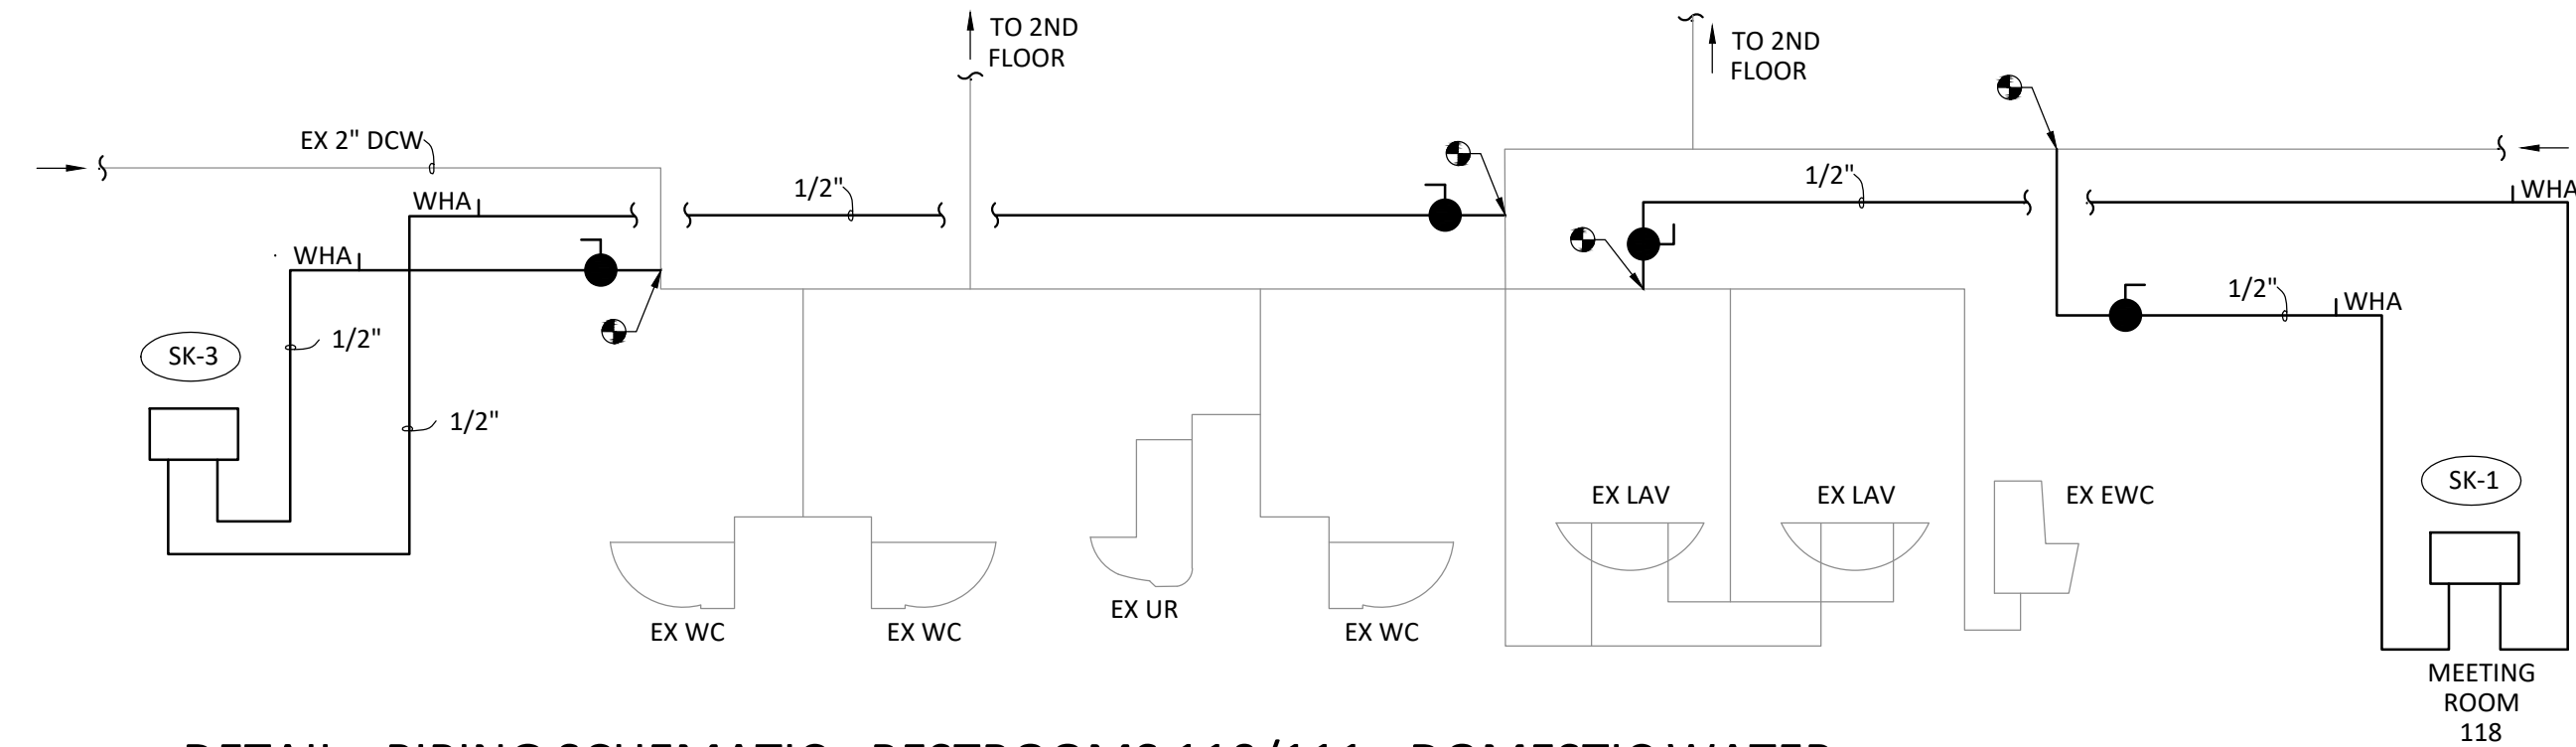 TO 2ND
FLOOR
TO 2ND
FLOOR
EX 2" DCW
WHA
1/2"
1/2"
WHA
WHA
1/2"
1/2"
WHA
SK-3
1/2"
SK-1
EX LAV
EX LAV
EX EWC
EX WC
EX WC
EX UR
EX WC
MEETING
ROOM
118